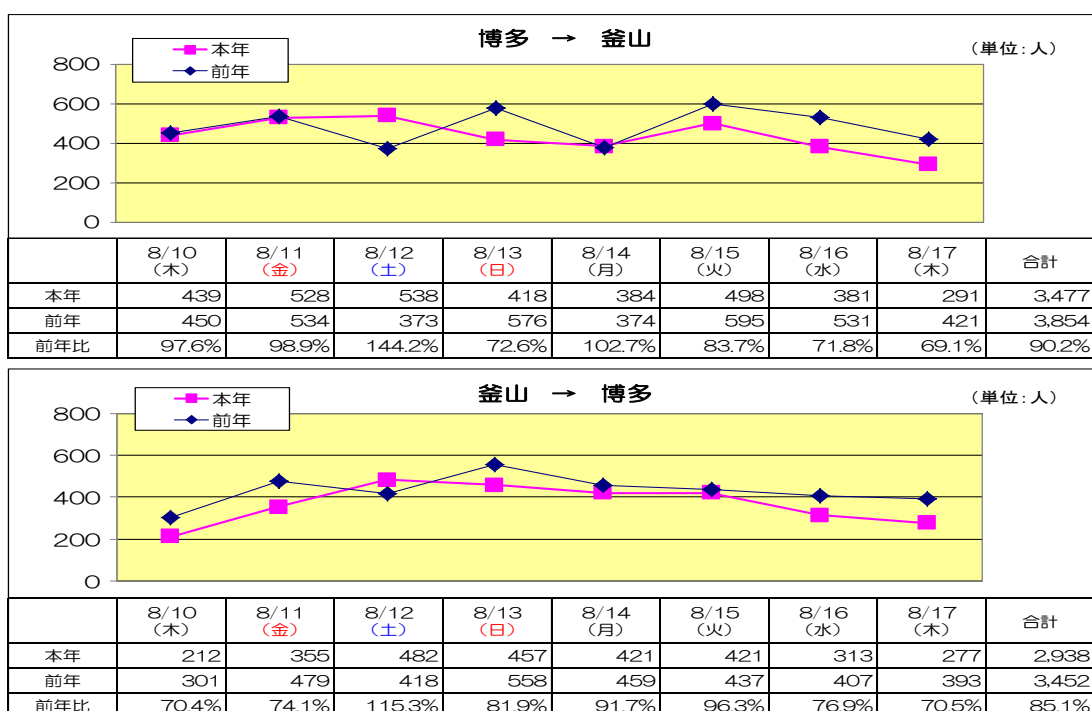 博多 → 釜山
（単位：人）
本年
前年
800
600
400
200
0
8/10 8/11 8/12 8/13 8/14 8/15 8/16 8/17 合計
（木） （金） （土） （日） （月） （火） （水） （木）
本年 439 528 538 418 384 498 381 291 3,477
前年 450 534 373 576 374 595 531 421 3,854
前年比 97.6% 98.9% 144.2% 72.6% 102.7% 83.7% 71.8% 69.1% 90.2%
釜山 → 博多
（単位：人）
本年
前年
800
600
400
200
0
8/10 8/11 8/12 8/13 8/14 8/15 8/16 8/17 合計
（木） （金） （土） （日） （月） （火） （水） （木）
本年 212 355 482 457 421 421 313 277 2,938
前年 301 479 418 558 459 437 407 393 3,452
前年比 70.4% 74.1% 115.3% 81.9% 91.7% 96.3% 76.9% 70.5% 85.1%